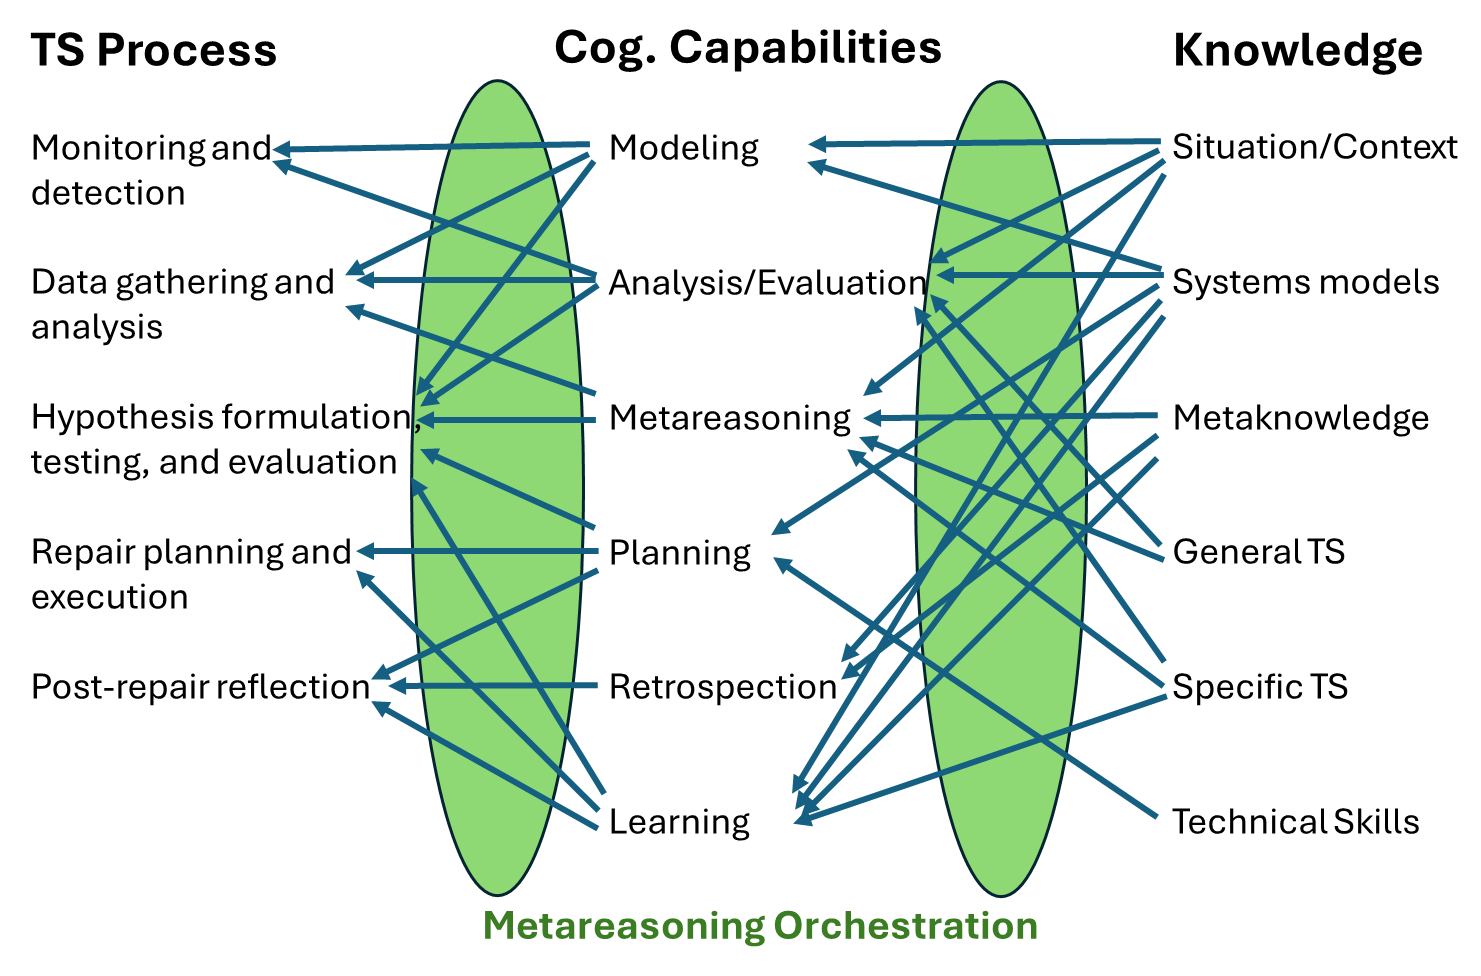 TS Process
Cog. Capabilities
Knowledge
Monitoring and
detection
Data gathering and
analysis
Hypothesis formulation,
testing, and evaluation
Repair planning and
execution
Post-repair reflection
Modeling
Analysis/Evaluation
Metareasoning
Planning
Retrospection
Learning
Situation/Context
Systems models
Metaknowledge
General TS
Specific TS
Technical Skills
Metareasoning Orchestration